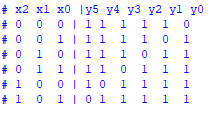 # x2 x1 x0 |y5 y4 y3 y2 y1 y0
# 0 0 0 | 1 1 1 1 1 0
# 0 0 1 | 1 1 1 1 0 1
# 0 1 0 | 1 1 1 0 1 1
# 0 1 1 | 1 1 0 1 1 1
# 1 0 0 | 1 0 1 1 1 1
# 1 0 1 | 0 1 1 1 1 1